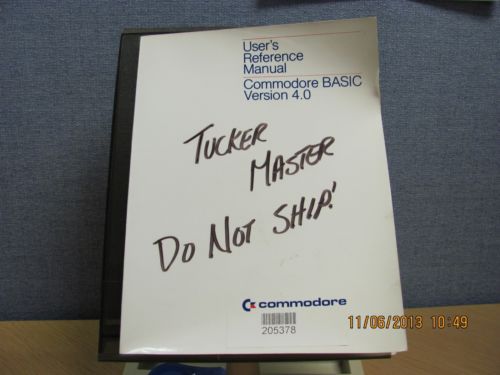 User's
Reference
Manual
Commodore BASIC
Version 4.0
TUCKER
MASTER
DO NOT SHIP!
commodore
205378
11/06/2013 10:49